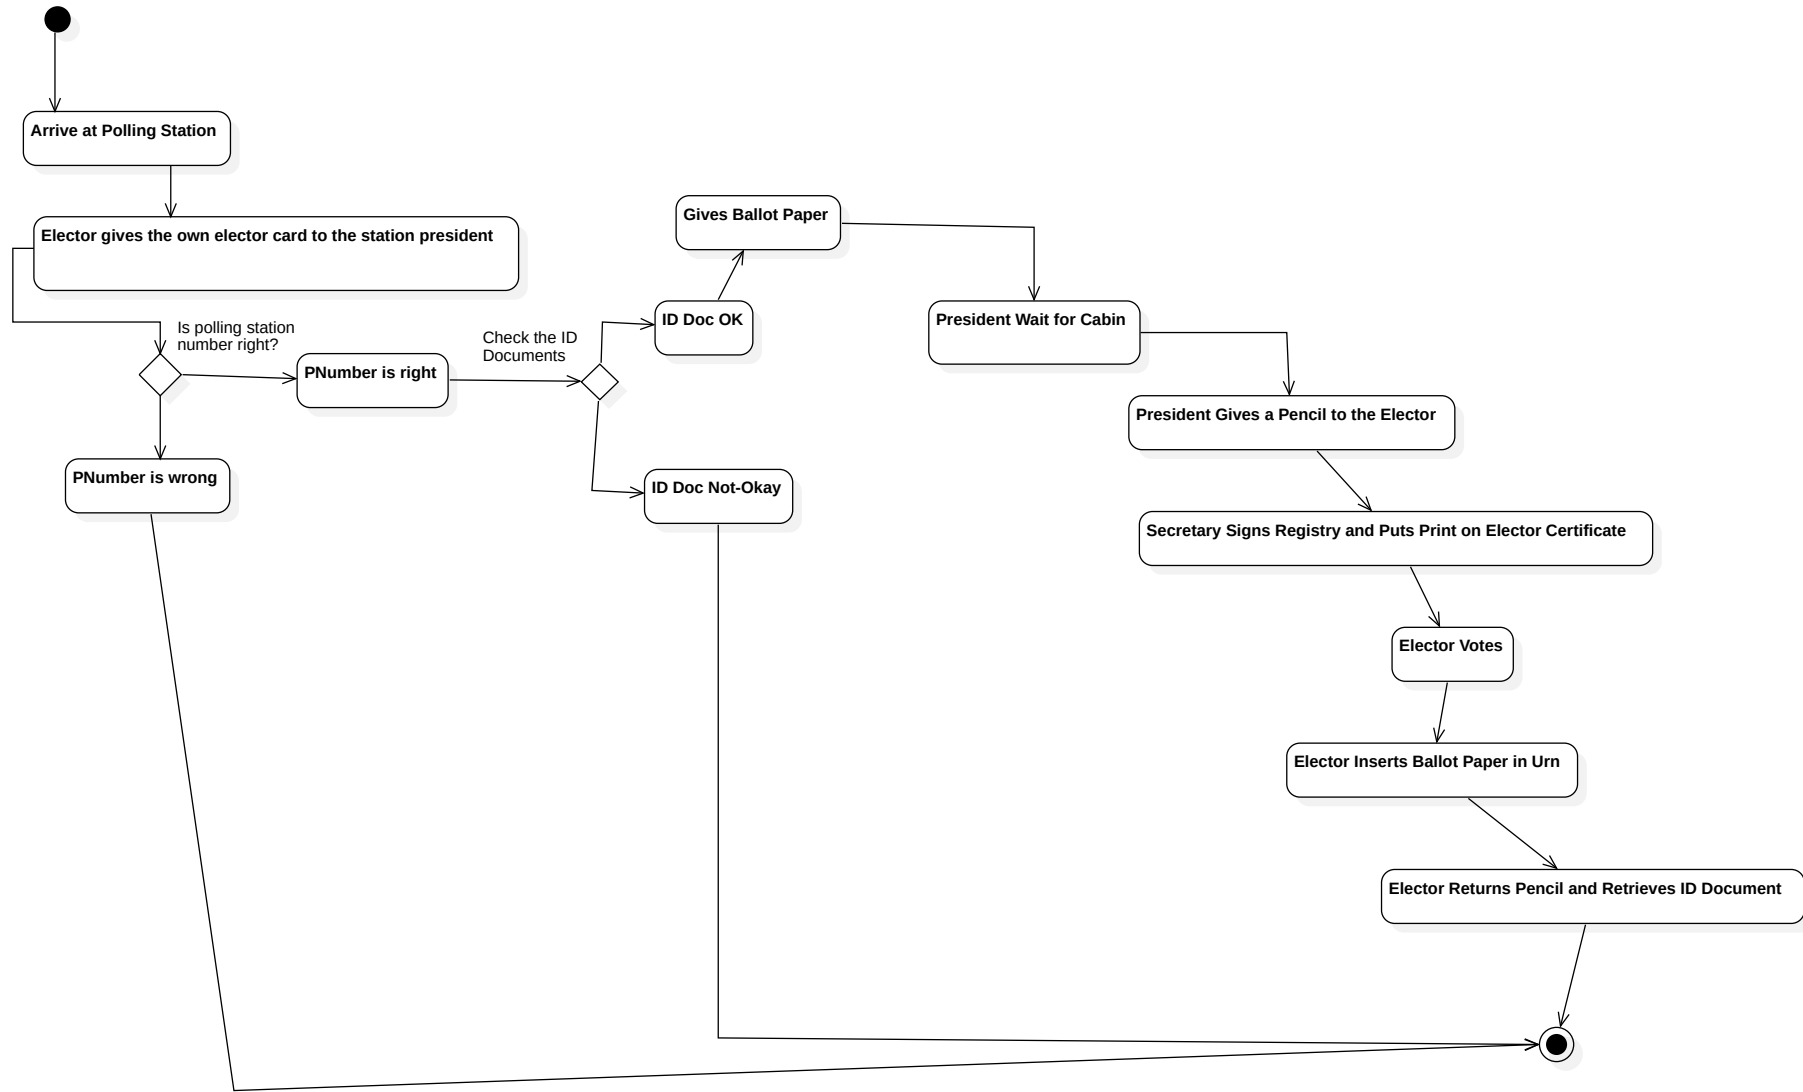 Arrive at Polling Station
Elector gives the own elector card to the station president
Is polling station
number right?
PNumber is right
PNumber is wrong
Check the ID
Documents
ID Doc OK
ID Doc Not-Okay
Gives Ballot Paper
President Wait for Cabin
President Gives a Pencil to the Elector
Secretary Signs Registry and Puts Print on Elector Certificate
Elector Votes
Elector Inserts Ballot Paper in Urn
Elector Returns Pencil and Retrieves ID Document